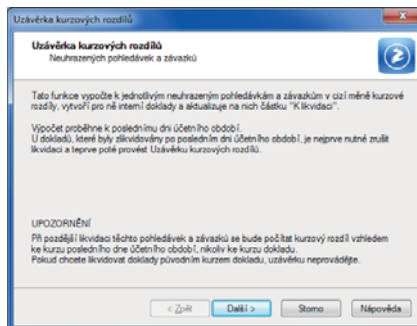 Uzávěrka kurzových rozdílů
Uzávěrka kurzových rozdílů
Neuhrazených pohledávek a závazků
Tato funkce vypočte k jednotlivým neuhrazeným pohledávkám a závazkům v cizí měně kurzové
rozdíly, vytvoří pro ně interní doklady a aktualizuje na nich částku "K likvidaci".
Výpočet proběhne k poslednímu dni účetního období.
U dokladů, které byly zlikvidovány po posledním dni účetního období, je nejprve nutné zrušit
likvidaci a teprve poté provést Uzávěrku kurzových rozdílů.
UPOZORNĚNÍ
Při pozdější likvidaci těchto pohledávek a závazků se bude počítat kurzový rozdíl vzhledem
ke kurzu posledního dne účetního období, nikoliv ke kurzu dokladu.
Pokud chcete likvidovat doklady původním kurzem dokladu, uzávěrku neprovádějte.
< Zpět Další > Storno Nápověda